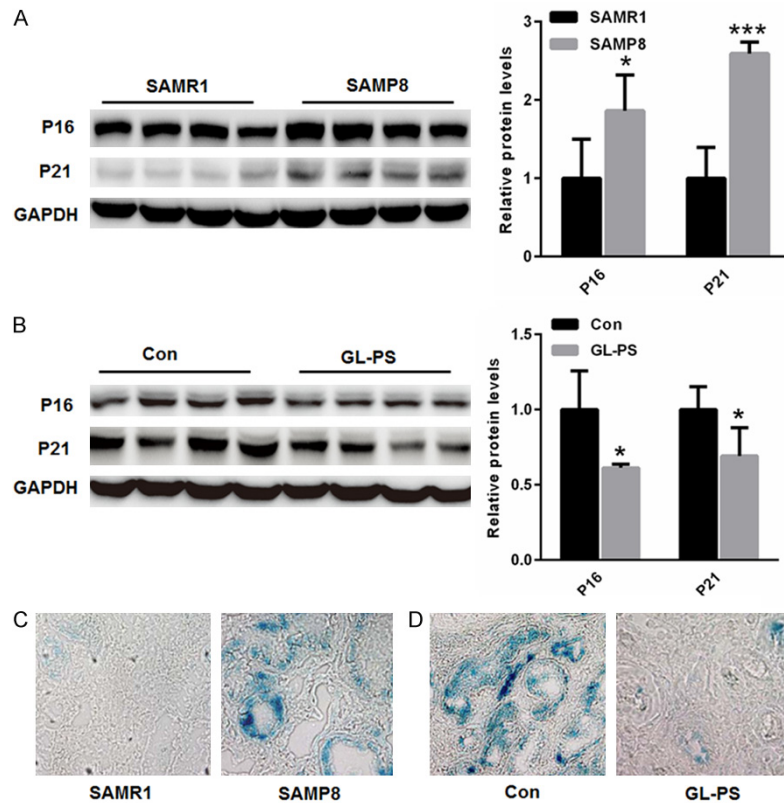 A
SAMR1 SAMP8
P16
P21
GAPDH
SAMR1
SAMP8
Relative protein levels
3
2
1
0
*
***
P16 P21
B
Con GL-PS
P16
P21
GAPDH
Con
GL-PS
Relative protein levels
1.5
1.0
0.5
0.0
*
*
P16 P21
C
SAMR1 SAMP8
D
Con GL-PS